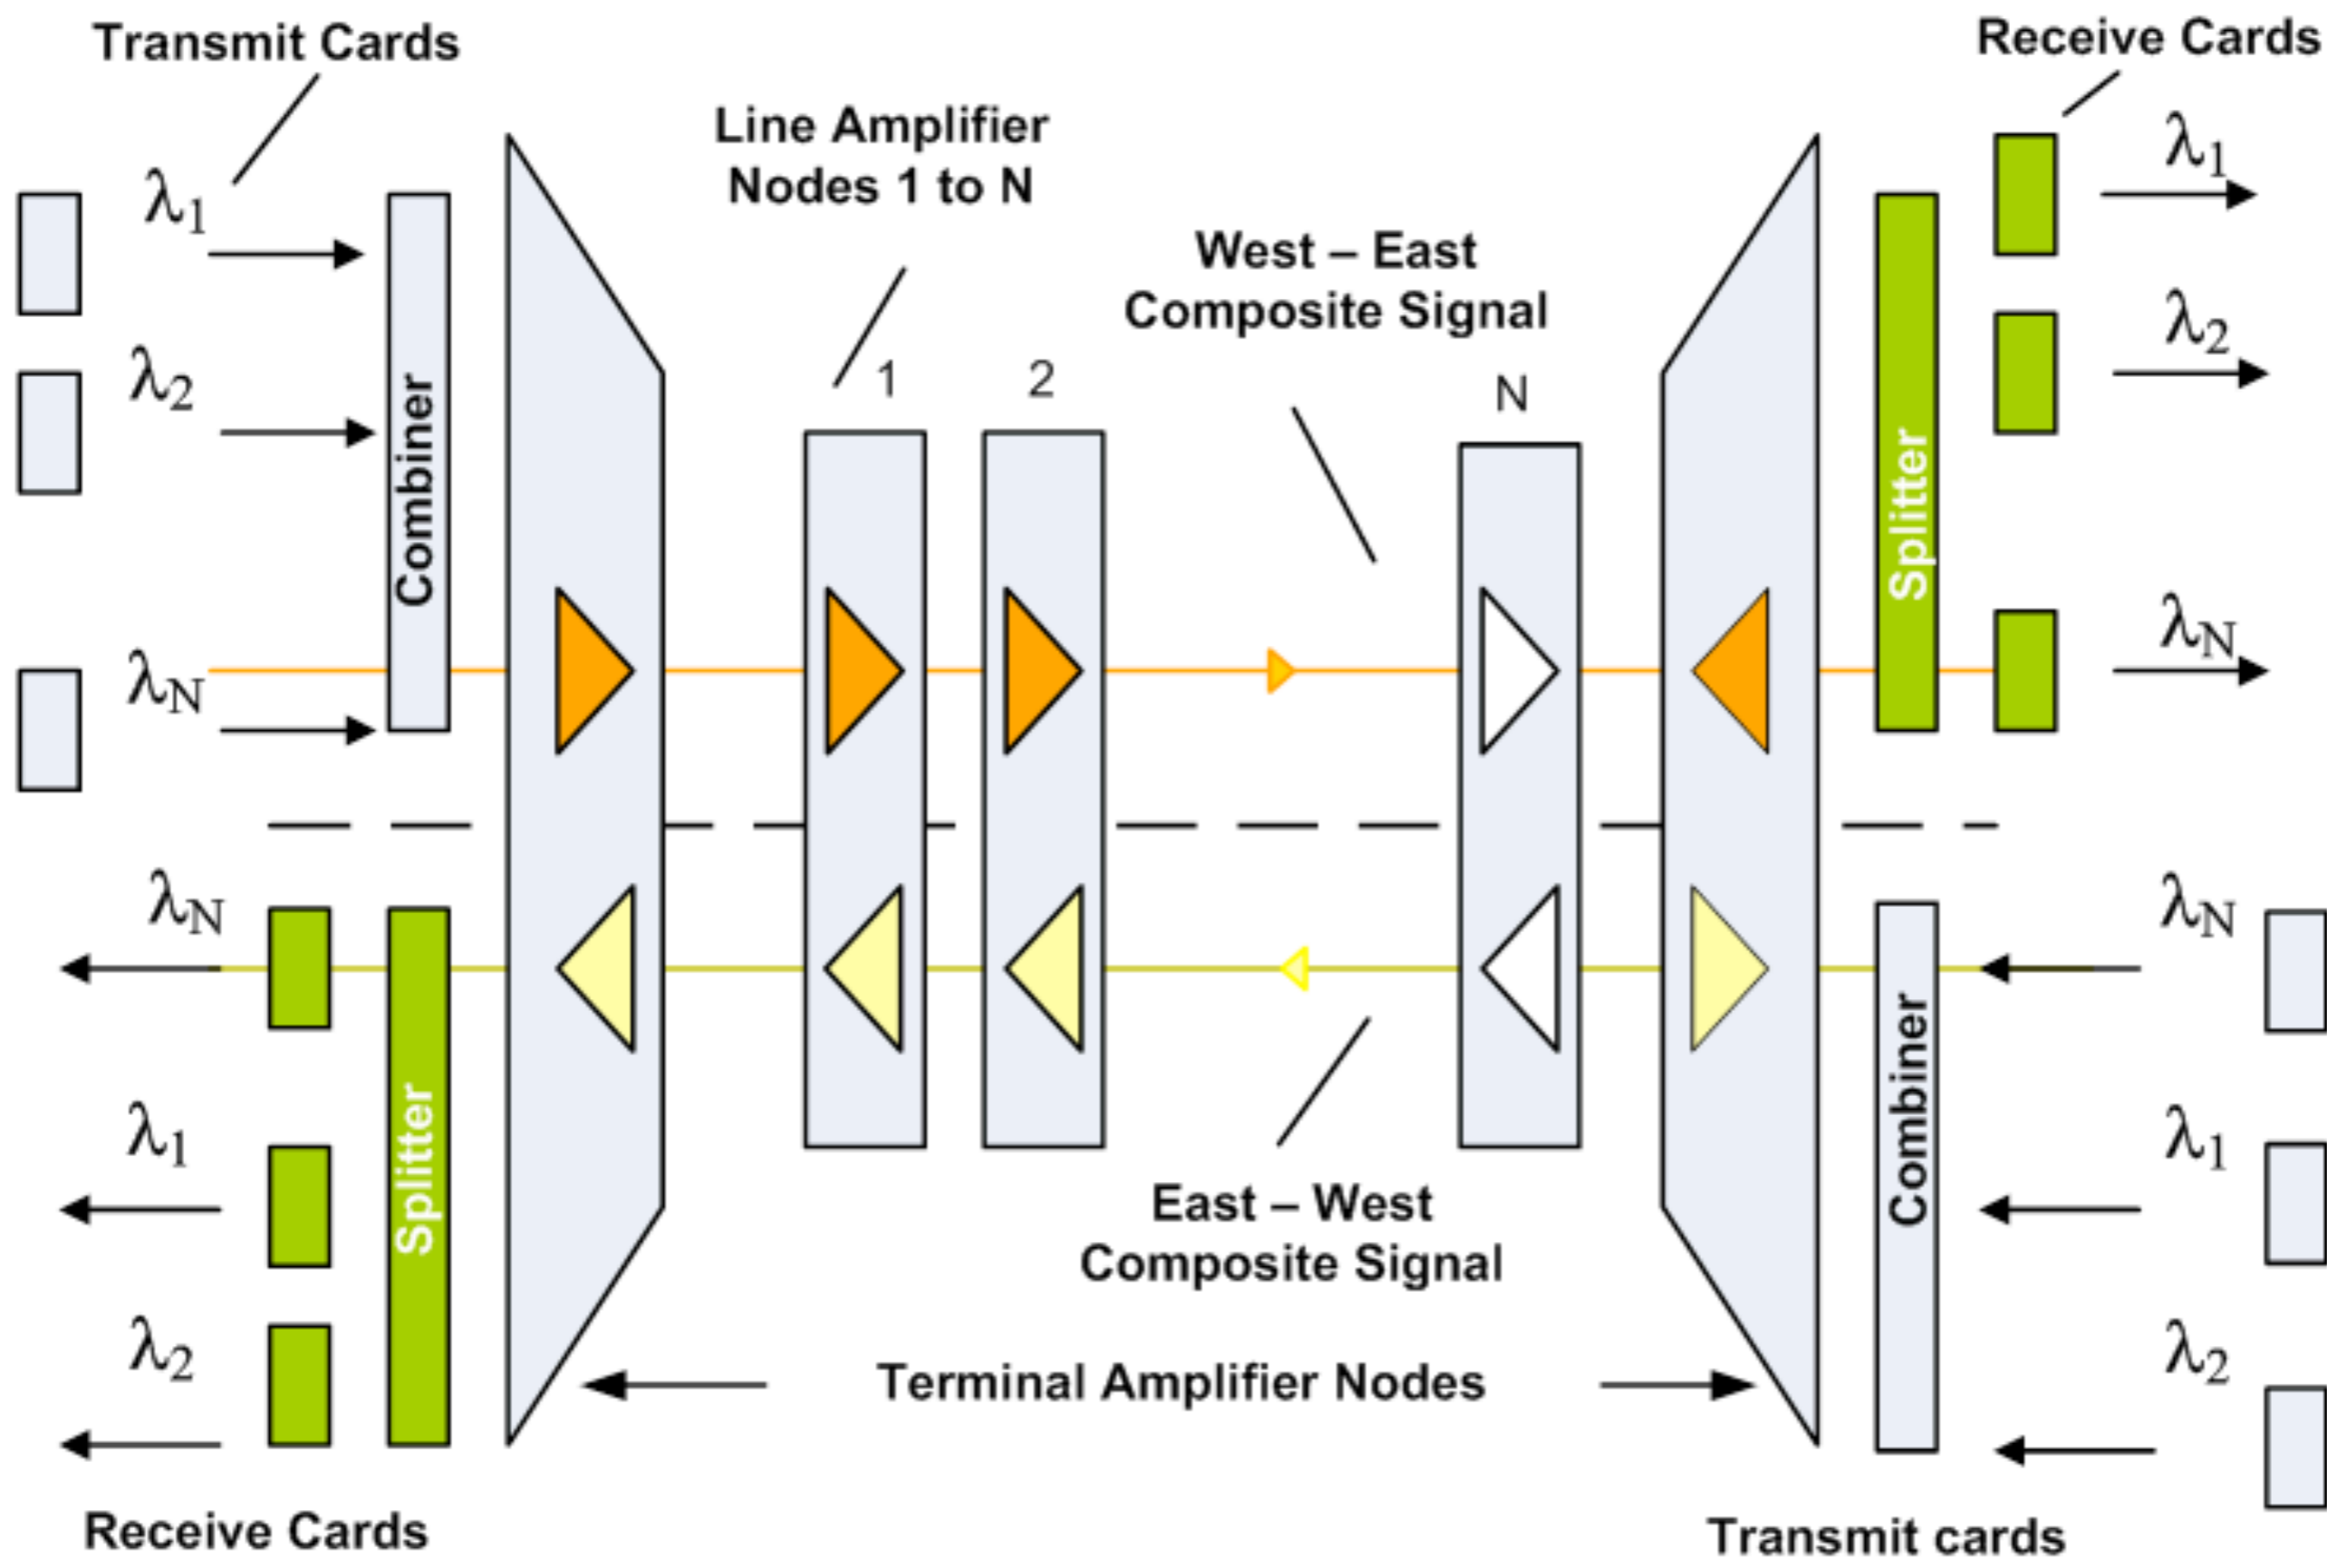 Transmit Cards
Receive Cards
Line Amplifier
Nodes 1 to N
West – East
Composite Signal
λ1
λ2
λN
Combiner
1
2
N
Splitter
λ1
λ2
λN
λN
λ1
λ2
Splitter
Combiner
λN
λ1
λ2
East – West
Composite Signal
Terminal Amplifier Nodes
Receive Cards
Transmit cards